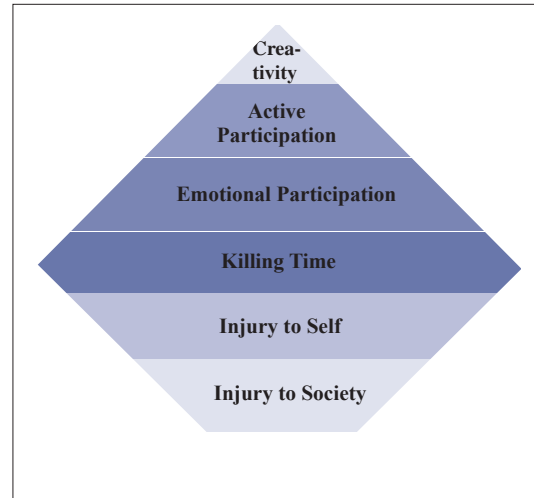 Crea-
tivity
Active
Participation
Emotional Participation
Killing Time
Injury to Self
Injury to Society